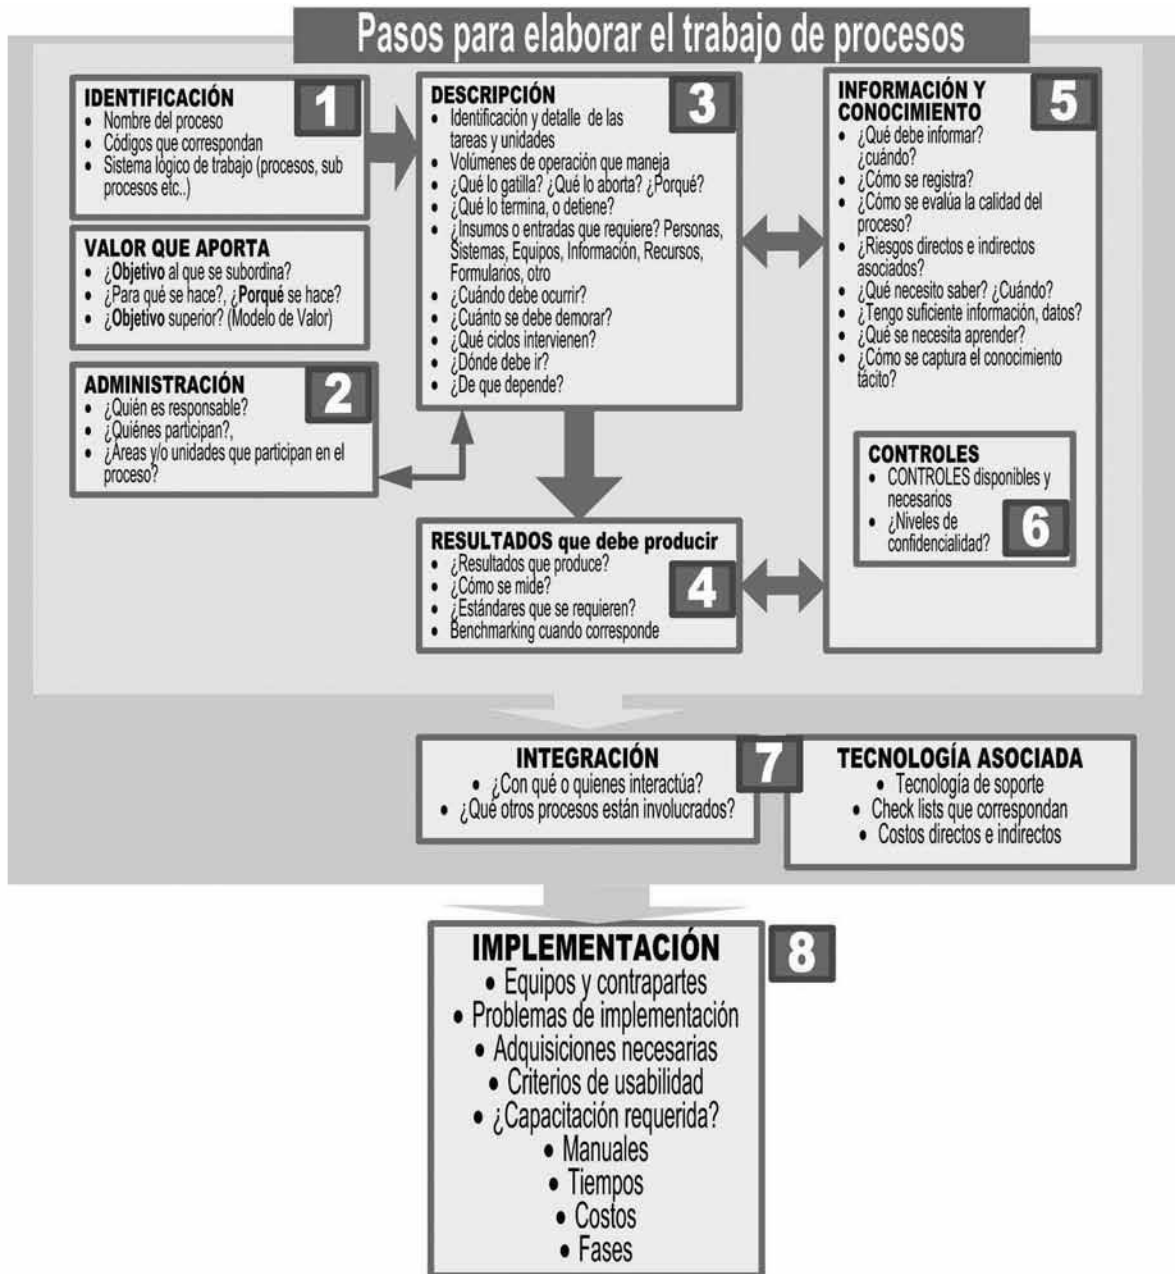 Pasos para elaborar el trabajo de procesos
IDENTIFICACIÓN
1
• Nombre del proceso
• Códigos que correspondan
• Sistema lógico de trabajo (procesos, sub
procesos etc..)
VALOR QUE APORTA
• ¿Objetivo al que se subordina?
• ¿Para qué se hace?, ¿Porqué se hace?
• ¿Objetivo superior? (Modelo de Valor)
ADMINISTRACIÓN
2
• ¿Quién es responsable?
• ¿Quiénes participan?,
• ¿Áreas y/o unidades que participan en el
proceso?
DESCRIPCIÓN
3
• Identificación y detalle de las
tareas y unidades
• Volúmenes de operación que maneja
• ¿Qué lo gatilla? ¿Qué lo aborta? ¿Porqué?
• ¿Qué lo termina, o detiene?
• ¿Insumos o entradas que requiere? Personas,
Sistemas, Equipos, Información, Recursos,
Formularios, otro
• ¿Cuándo debe ocurrir?
• ¿Cuánto se debe demorar?
• ¿Qué ciclos intervienen?
• ¿Dónde debe ir?
• ¿De que depende?
RESULTADOS que debe producir
4
• ¿Resultados que produce?
• ¿Cómo se mide?
• ¿Estándares que se requieren?
• Benchmarking cuando corresponde
INFORMACIÓN Y
CONOCIMIENTO
5
• ¿Qué debe informar?
¿cuándo?
• ¿Cómo se registra?
• ¿Cómo se evalúa la calidad del
proceso?
• ¿Riesgos directos e indirectos
asociados?
• ¿Qué necesito saber? ¿Cuándo?
• ¿Tengo suficiente información, datos?
• ¿Qué se necesita aprender?
• ¿Cómo se captura el conocimiento
tácito?
CONTROLES
• CONTROLES disponibles y
necesarios
• ¿Niveles de
confidencialidad?
6
INTEGRACIÓN
• ¿Con qué o quienes interactúa?
• ¿Qué otros procesos están involucrados?
7
TECNOLOGÍA ASOCIADA
• Tecnología de soporte
• Check lists que correspondan
• Costos directos e indirectos
IMPLEMENTACIÓN
8
• Equipos y contrapartes
• Problemas de implementación
• Adquisiciones necesarias
• Criterios de usabilidad
• ¿Capacitación requerida?
• Manuales
• Tiempos
• Costos
• Fases